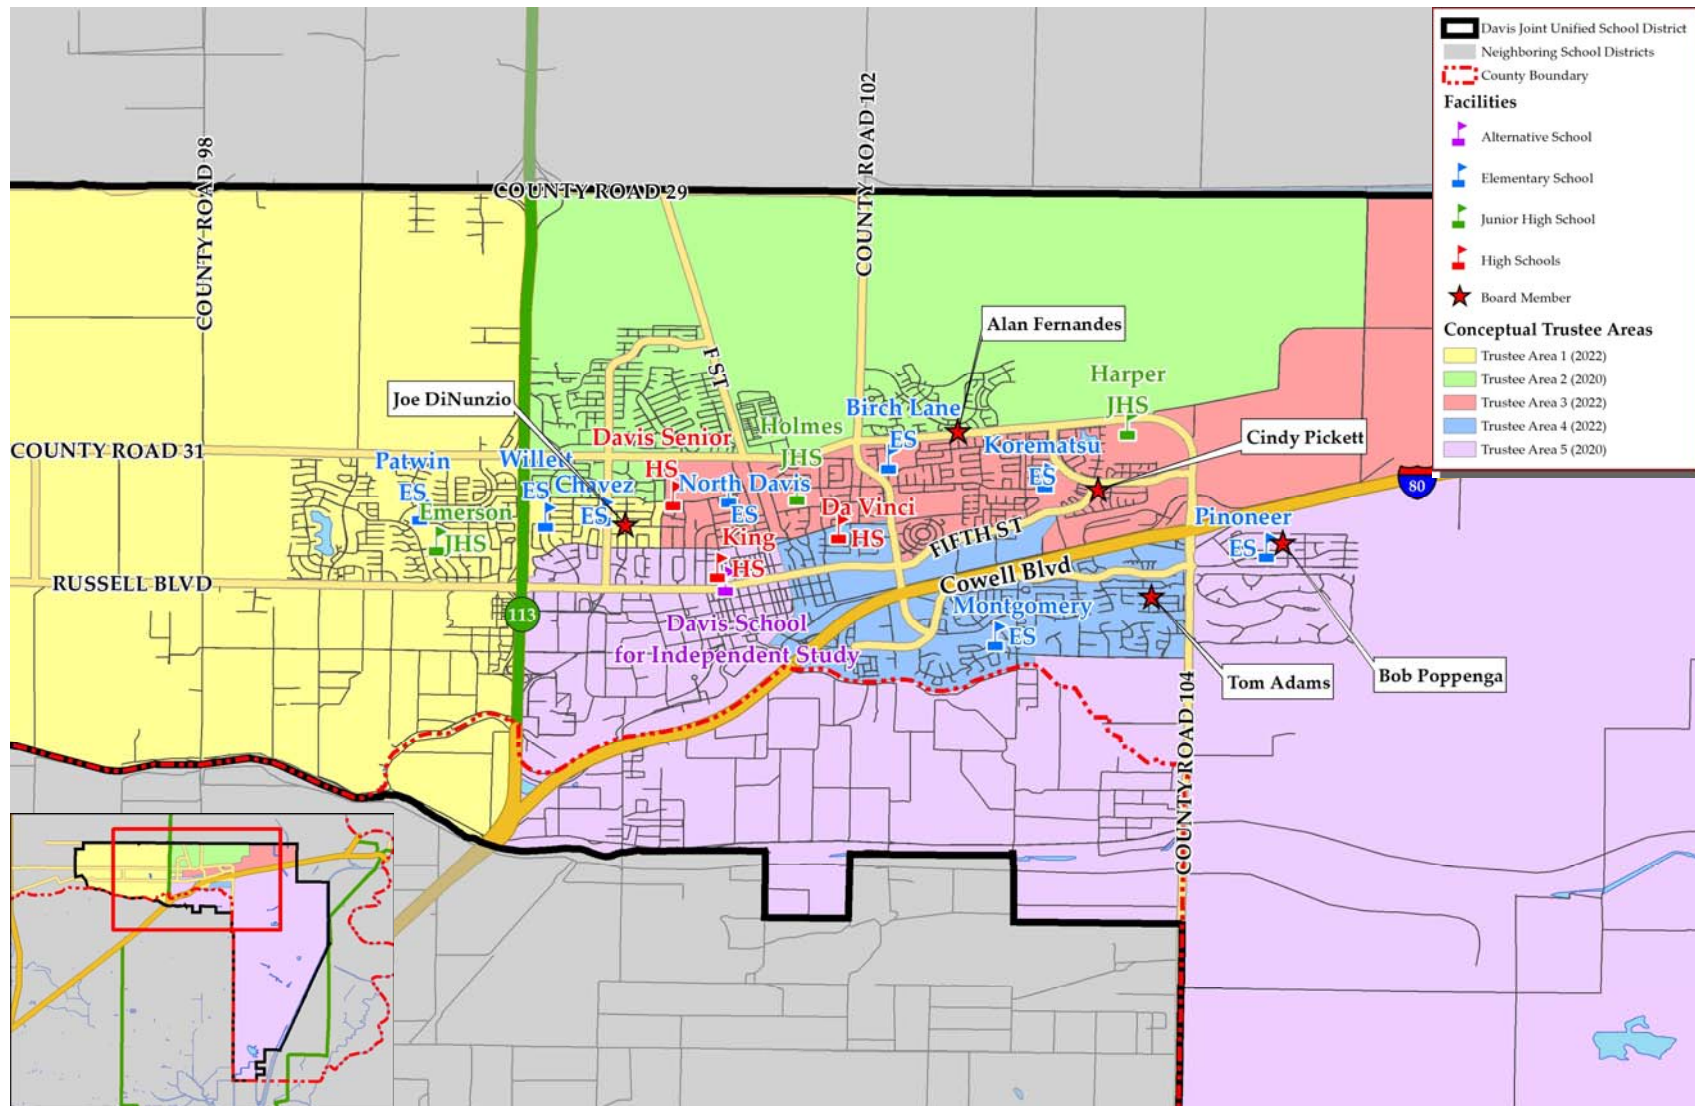 Davis Joint Unified School District
Neighboring School Districts
County Boundary
Facilities
Alternative School
Elementary School
Junior High School
High Schools
Board Member
Conceptual Trustee Areas
Trustee Area 1 (2022)
Trustee Area 2 (2020)
Trustee Area 3 (2022)
Trustee Area 4 (2022)
Trustee Area 5 (2020)
COUNTY ROAD 98
COUNTY ROAD 29
COUNTY ROAD 102
F ST
Alan Fernandes
Joe DiNunzio
Harper
JHS
Birch Lane
ES
Holmes
JHS
Davis Senior
HS
Cindy Pickett
Korematsu
ES
COUNTY ROAD 31
Patwin
ES
Willett
ES
Chavez
ES
North Davis
ES
80
Emerson
JHS
Da Vinci
HS
Pinoneer
ES
FIFTH ST
King
HS
Cowell Blvd
RUSSELL BLVD
113
Montgomery
ES
Davis School
for Independent Study
Tom Adams
Bob Poppenga
COUNTY ROAD 104